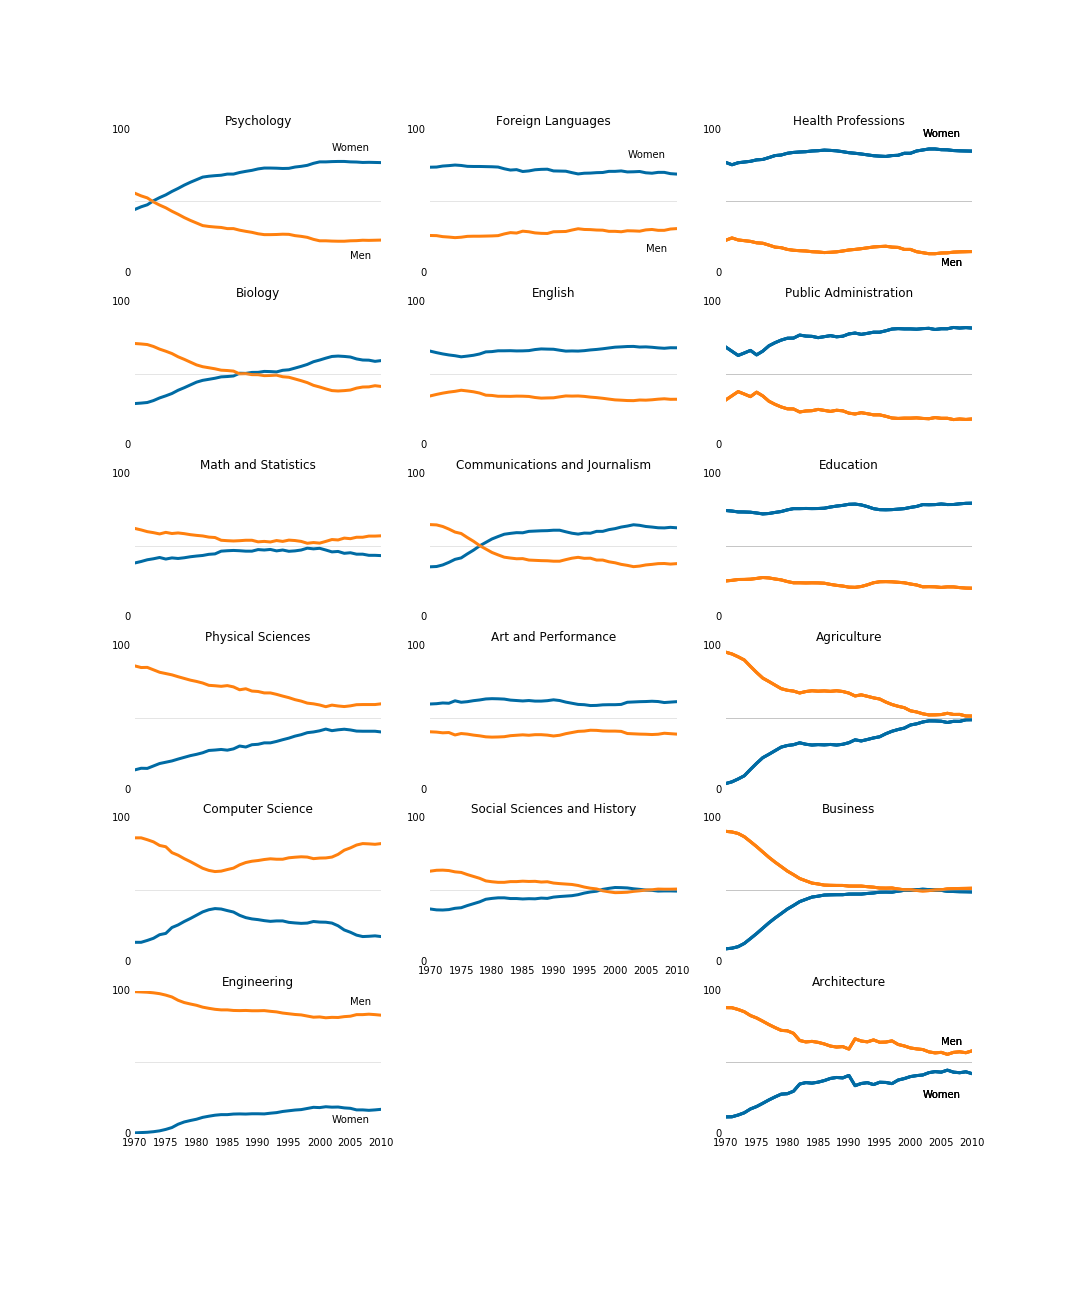 Psychology Foreign Languages Health Professions
100 100 100
Women Women Women
Men Men Men
0 0 0
Biology English Public Administration
100 100 100
0 0 0
Math and Statistics Communications and Journalism Education
100 100 100
0 0 0
Physical Sciences Art and Performance Agriculture
100 100 100
0 0 0
Computer Science Social Sciences and History Business
100 100 100
0 0 0
1970 1975 1980 1985 1990 1995 2000 2005 2010
Engineering Architecture
100 100
Men Men
Women Women
0 0
1970 1975 1980 1985 1990 1995 2000 2005 2010 1970 1975 1980 1985 1990 1995 2000 2005 2010